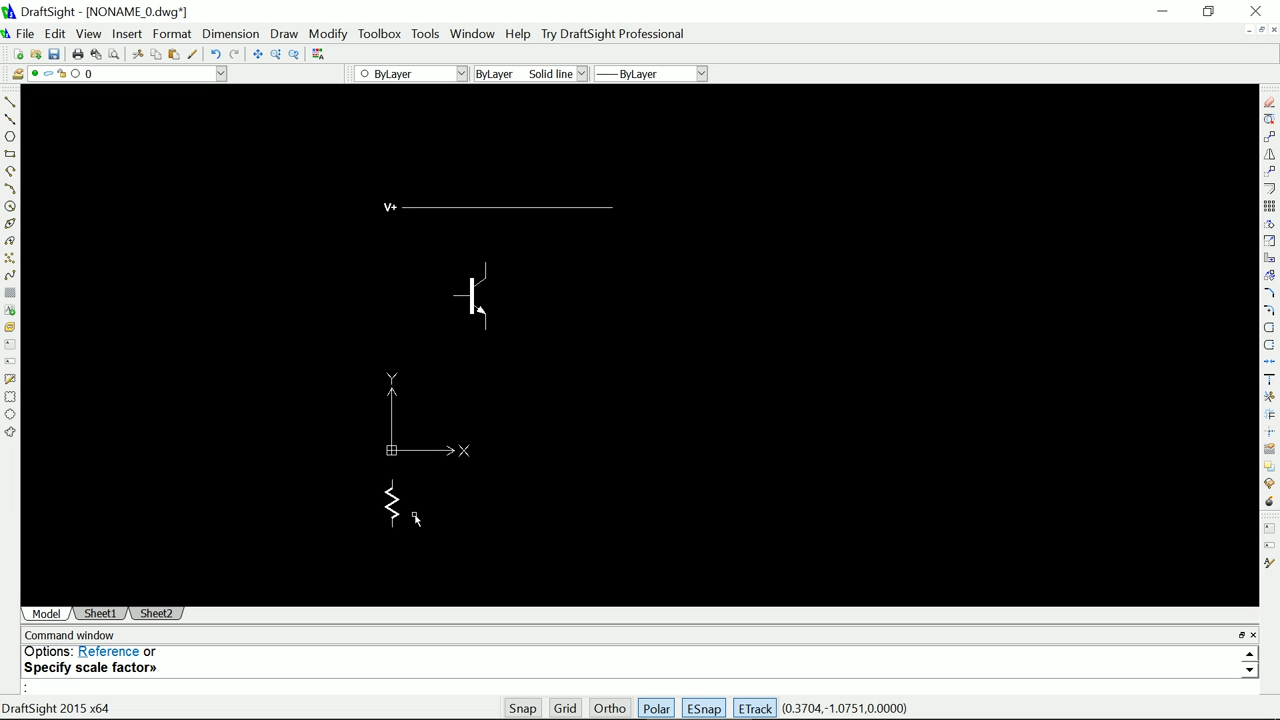 DraftSight - [NONAME_0.dwg*]
File Edit View Insert Format Dimension Draw Modify Toolbox Tools Window Help Try DraftSight Professional
0 ByLayer ByLayer Solid line ByLayer
V+
Y
X
Model Sheet1 Sheet2
Command window
Options: Reference or
Specify scale factor»
:
DraftSight 2015 x64 Snap Grid Ortho Polar ESnap ETrack (0.3704,-1.0751,0.0000)